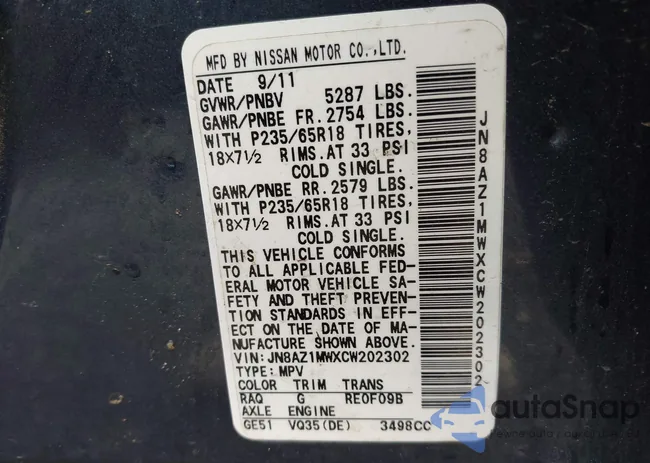 MFD BY NISSAN MOTOR CO.,LTD.
DATE 9/11
GVWR/PNBV 5287 LBS.
GAWR/PNBE FR. 2754 LBS.
WITH P235/65R18 TIRES,
18X7½ RIMS. AT 33 PSI
COLD SINGLE.
GAWR/PNBE RR. 2579 LBS.
WITH P235/65R18 TIRES,
18X7½ RIMS. AT 33 PSI
COLD SINGLE.
THIS VEHICLE CONFORMS
TO ALL APPLICABLE FED-
ERAL MOTOR VEHICLE SA-
FETY AND THEFT PREVEN-
TION STANDARDS IN EFF-
ECT ON THE DATE OF MA-
NUFACTURE SHOWN ABOVE.
VIN: JN8AZ1MWXCW202302
TYPE: MPV
COLOR TRIM TRANS
RAQ G RE0F09B
AXLE ENGINE
GE51 VQ35(DE) 3498CC
JN8AZ1MWXCW202302
autoSnap